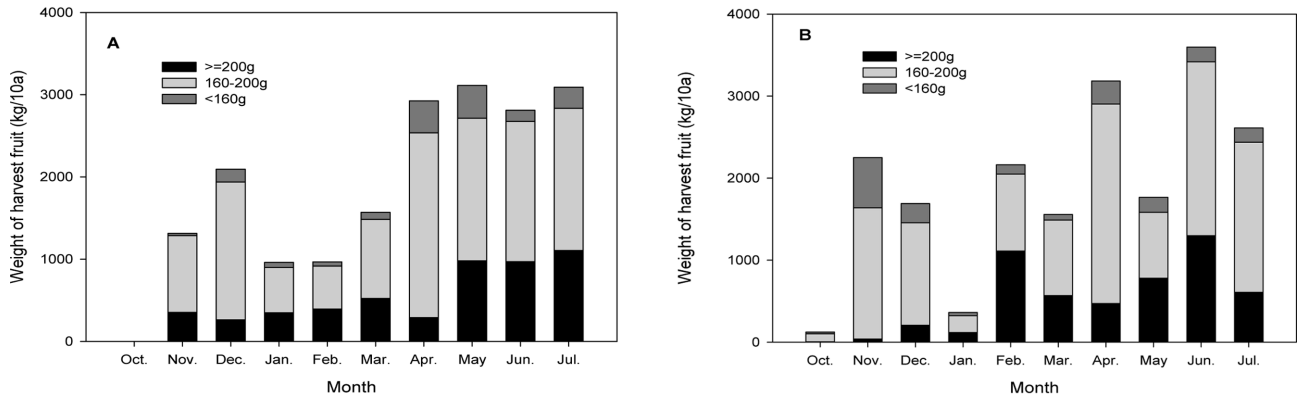 4000
A
>=200g
160-200g
<160g
3000
2000
1000
0
Weight of harvest fruit (kg/10a)
Oct. Nov. Dec. Jan. Feb. Mar. Apr. May Jun. Jul.
Month
4000
B
>=200g
160-200g
<160g
3000
2000
1000
0
Weight of harvest fruit (kg/10a)
Oct. Nov. Dec. Jan. Feb. Mar. Apr. May Jun. Jul.
Month